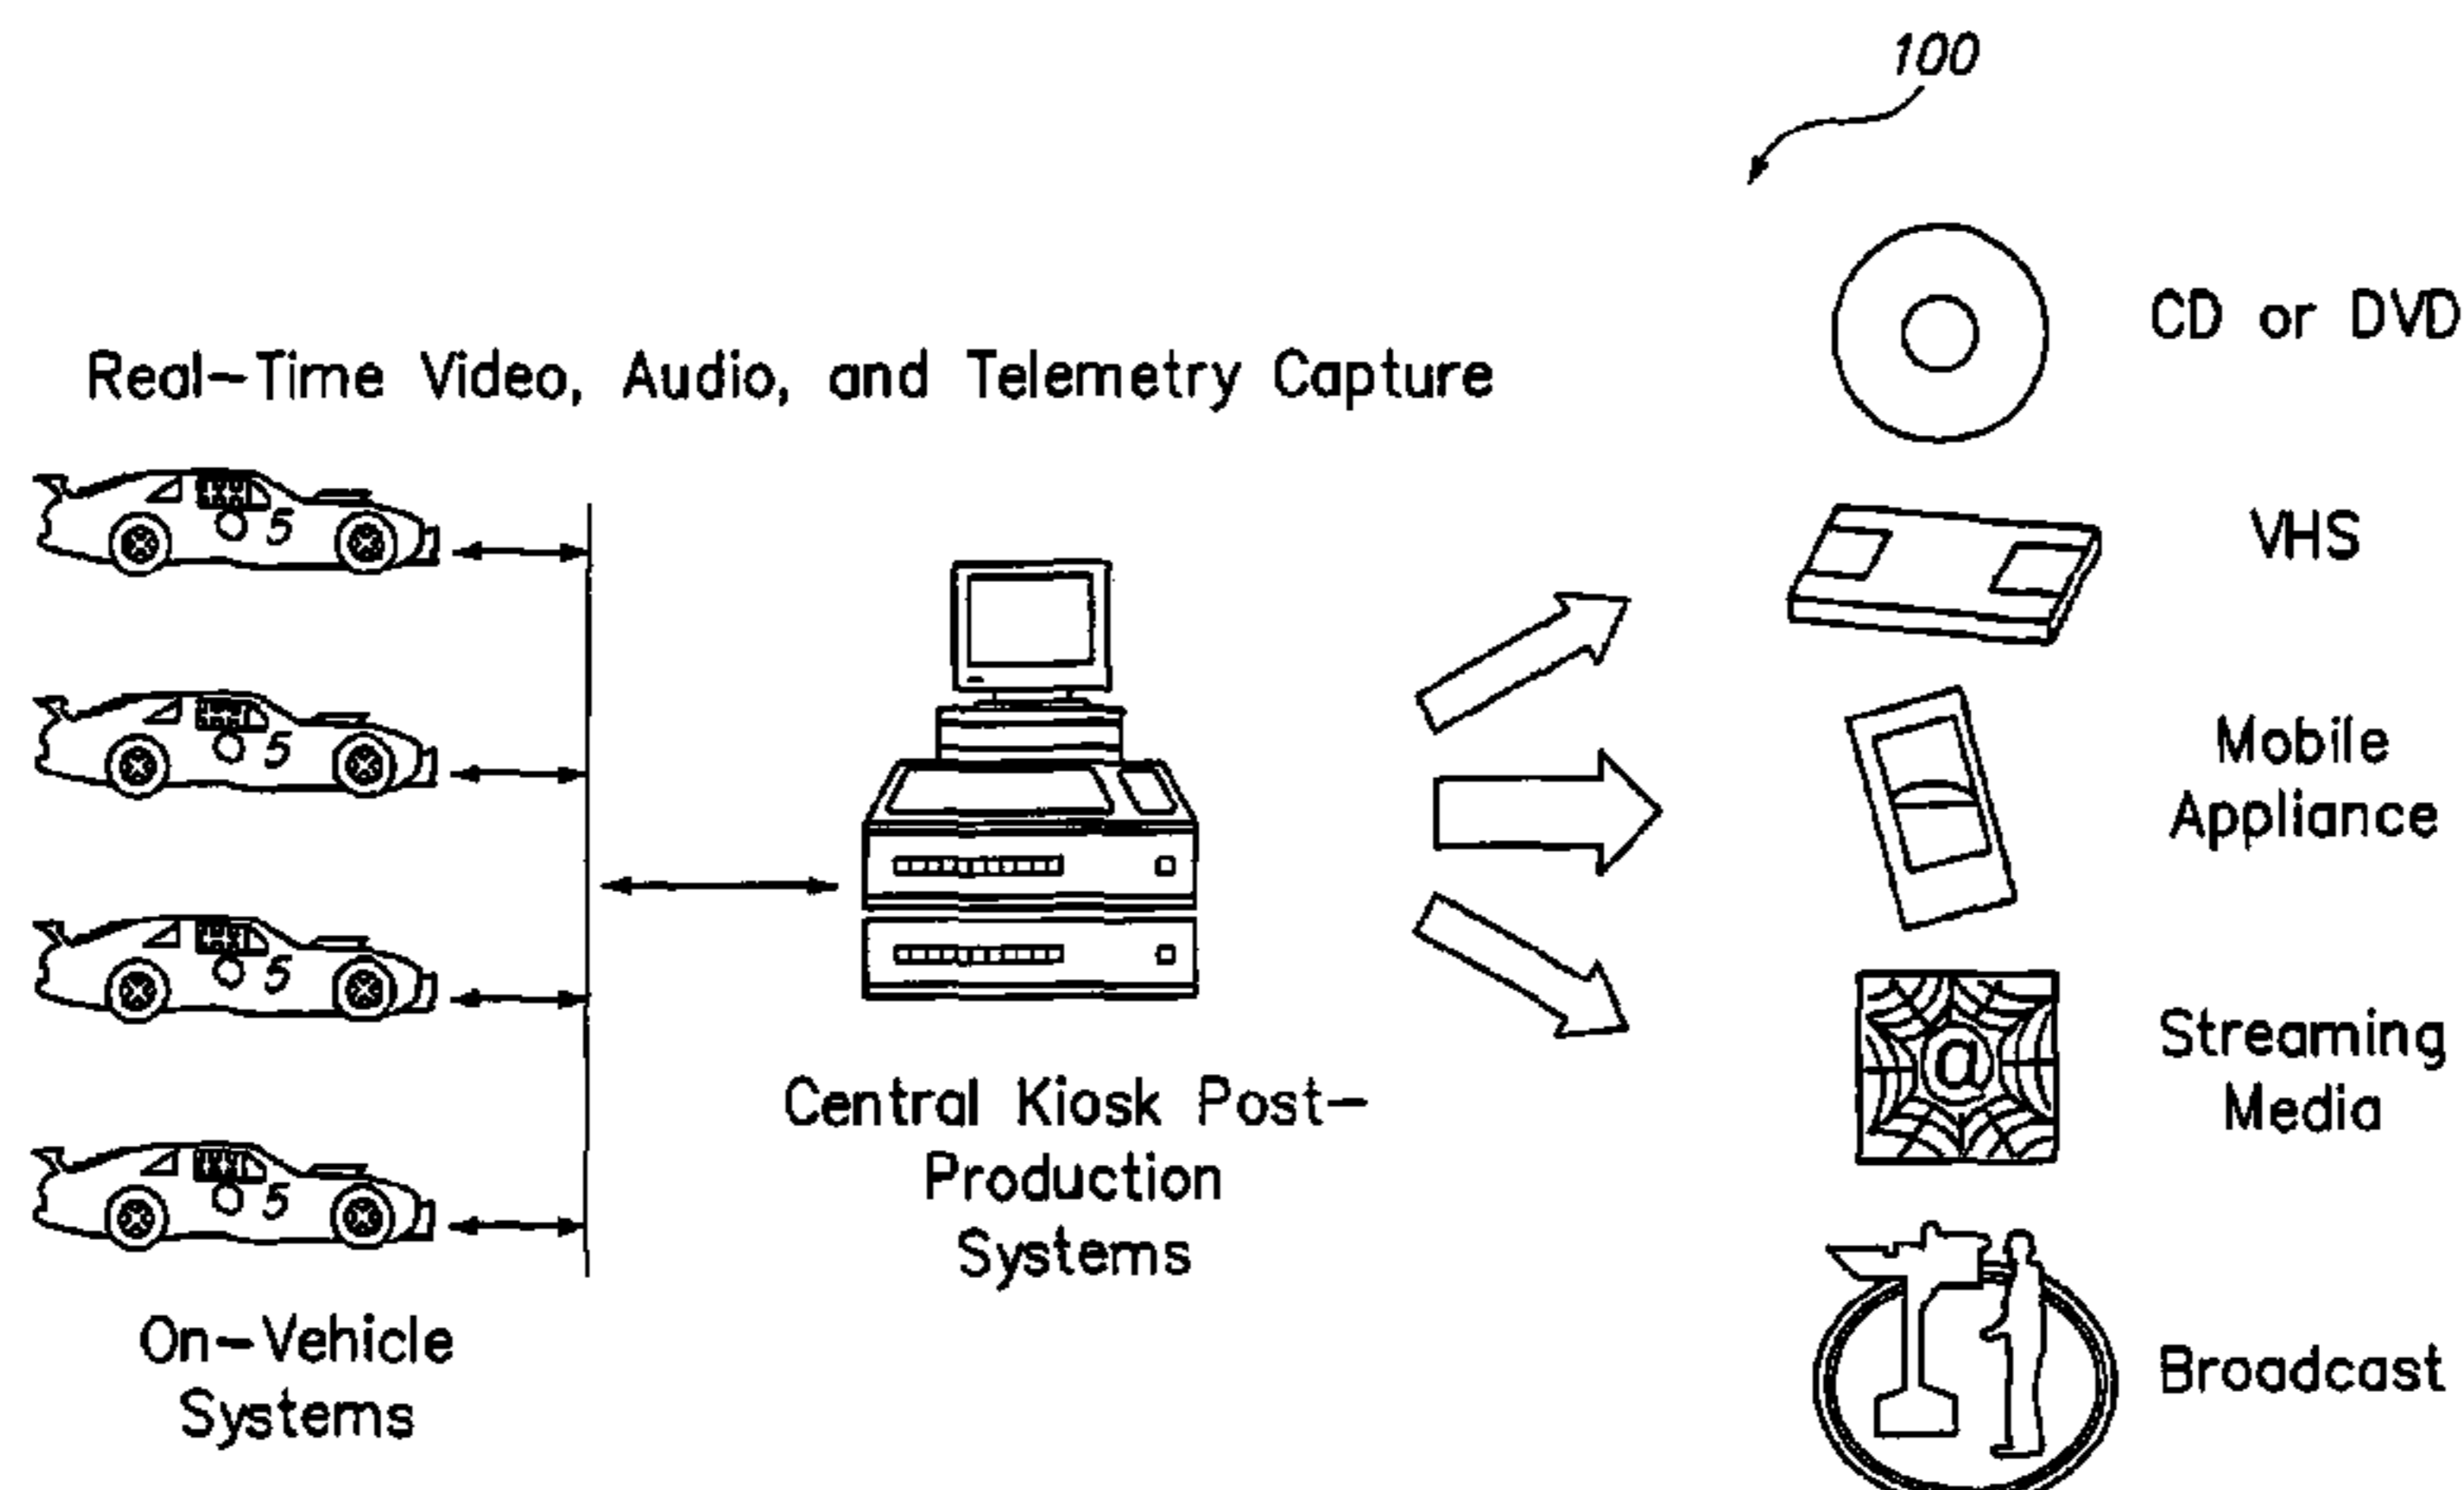 100
CD or DVD
Real-Time Video, Audio, and Telemetry Capture
VHS
5
5
5
5
Mobile
Appliance
Streaming
Media
@
Central Kiosk Post-
Production
Systems
On-Vehicle
Systems
Broadcast